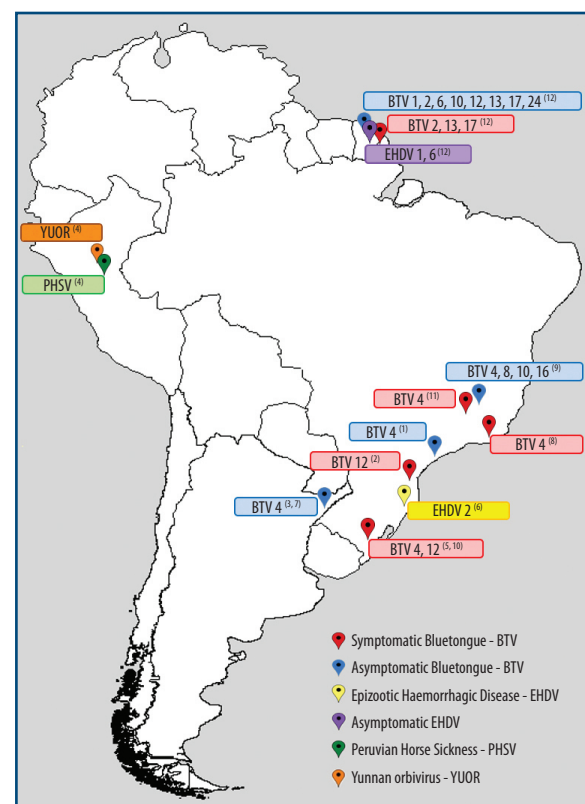 BTV 1, 2, 6, 10, 12, 13, 17, 24 (12)
BTV 2, 13, 17 (12)
EHDV 1, 6 (12)
YUOR (4)
PHSV (4)
BTV 4, 8, 10, 16 (9)
BTV 4 (11)
BTV 4 (8)
BTV 4 (1)
BTV 12 (2)
BTV 4 (3, 7)
EHDV 2 (6)
BTV 4, 12 (5, 10)
Symptomatic Bluetongue - BTV
Asymptomatic Bluetongue - BTV
Epizootic Haemorrhagic Disease - EHDV
Asymptomatic EHDV
Peruvian Horse Sickness - PHSV
Yunnan orbivirus - YUOR